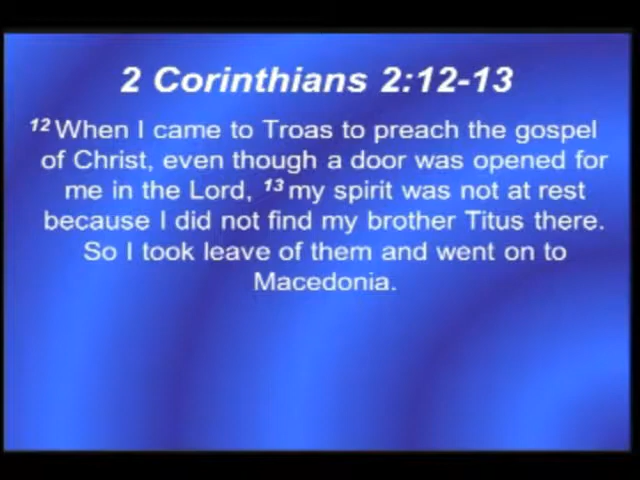 2 Corinthians 2:12-13
12 When I came to Troas to preach the gospel
of Christ, even though a door was opened for
me in the Lord, 13 my spirit was not at rest
because I did not find my brother Titus there.
So I took leave of them and went on to
Macedonia.